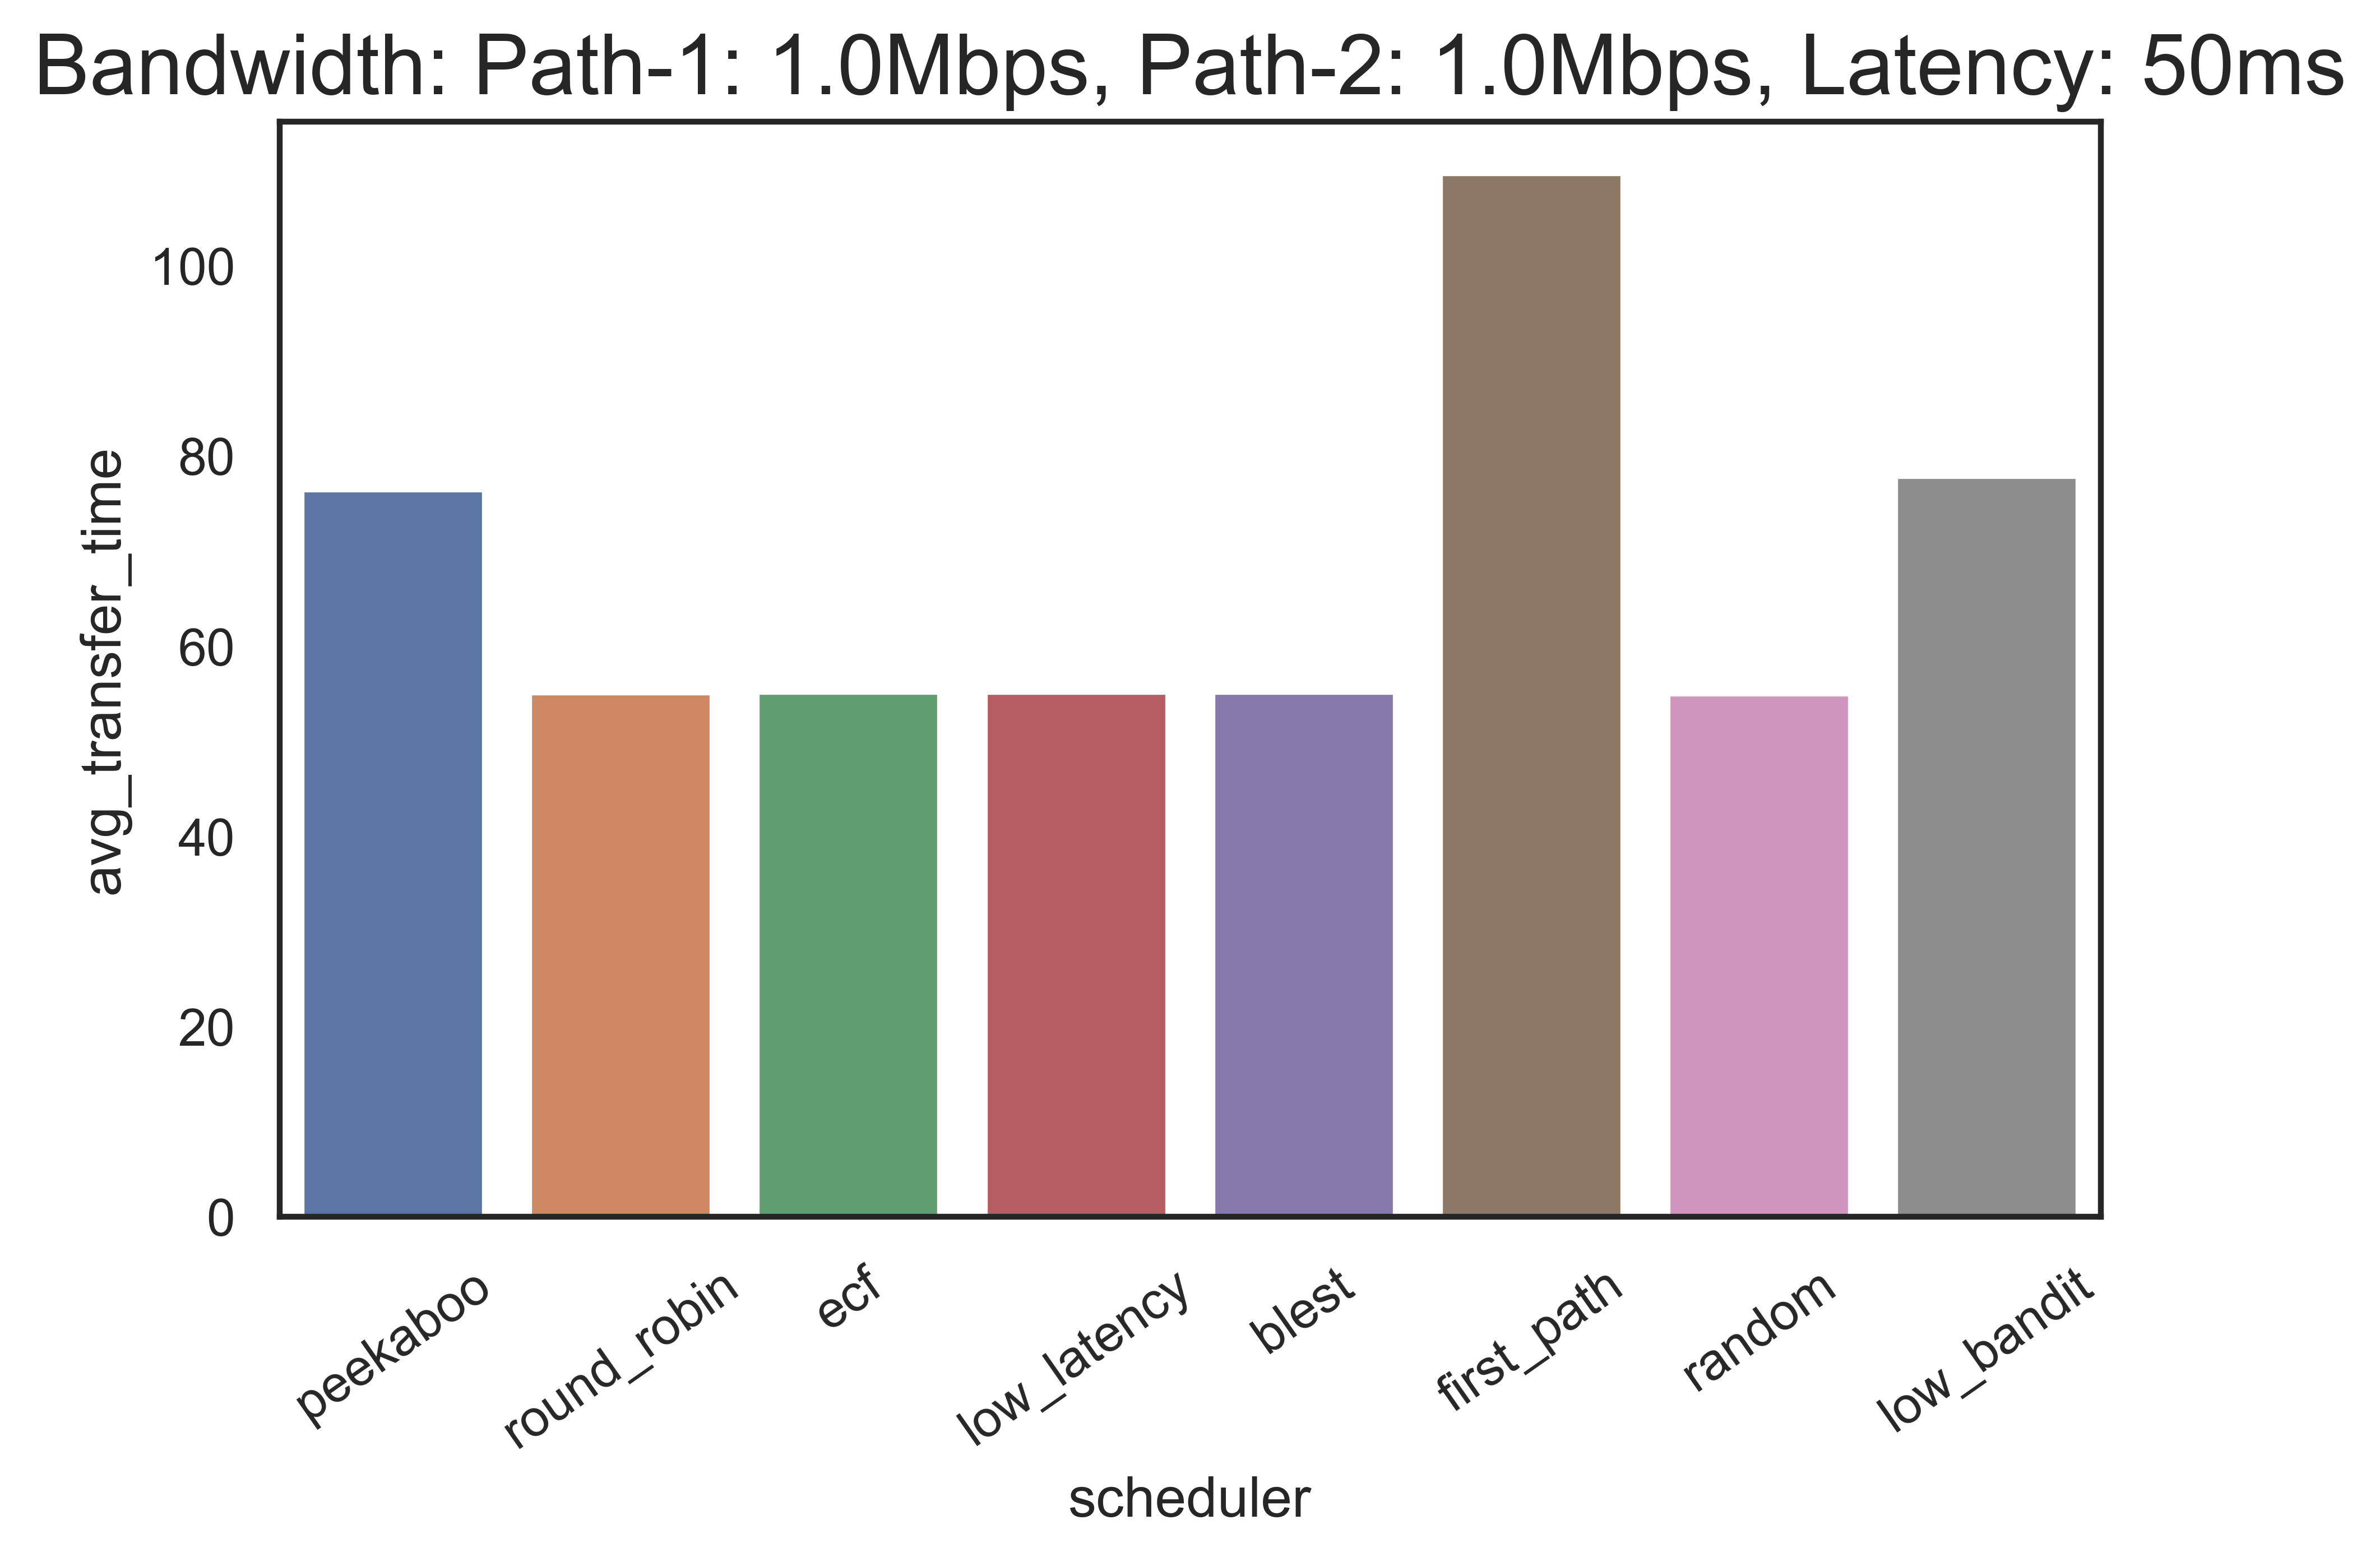 Bandwidth: Path-1: 1.0Mbps, Path-2: 1.0Mbps, Latency: 50ms
avg_transfer_time
100
80
60
40
20
0
peekaboo
round_robin
ecf
low_latency
blest
first_path
random
low_bandit
scheduler